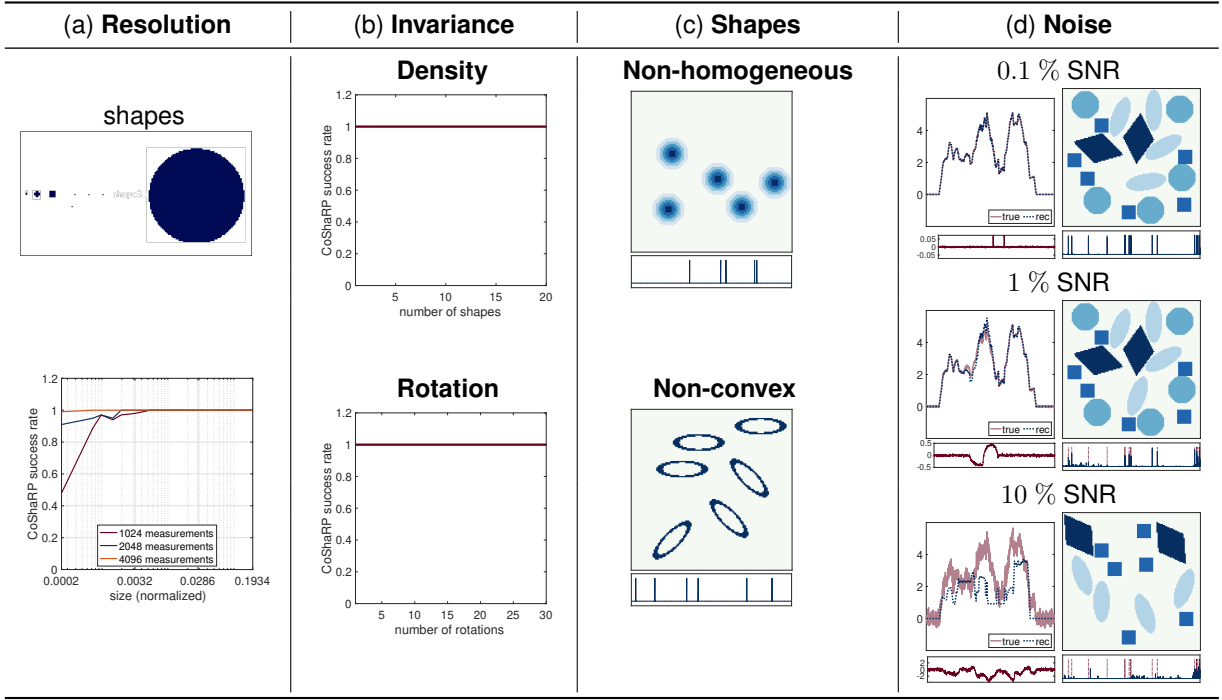 (a) Resolution
(b) Invariance
(c) Shapes
(d) Noise
shapes
CoShaRP success rate
1.2
1
0.8
0.6
0.4
0.2
0
1024 measurements
2048 measurements
4096 measurements
0.0002 0.0032 0.0286 0.1934
size (normalized)
Density
CoShaRP success rate
1.2
1
0.8
0.6
0.4
0.2
0
5 10 15 20
number of shapes
Rotation
CoShaRP success rate
1.2
1
0.8
0.6
0.4
0.2
0
5 10 15 20 25 30
number of rotations
Non-homogeneous
Non-convex
0.1 % SNR
4
2
0
true rec
0.05
0
-0.05
1 % SNR
4
2
0
true rec
0.5
0
-0.5
10 % SNR
4
2
0
true rec
2
0
-2